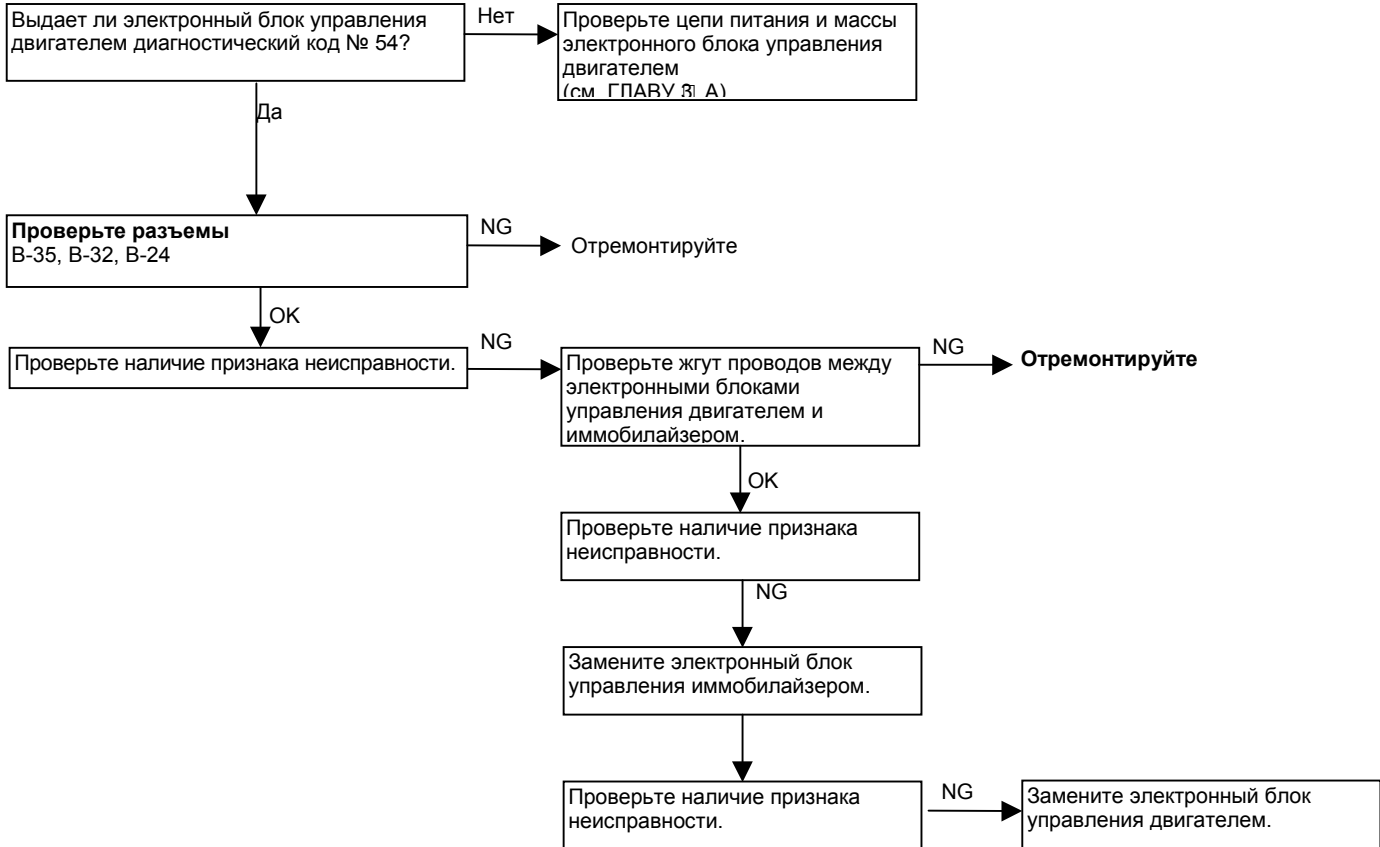 Выдает ли электронный блок управления
двигателем диагностический код № 54?
Нет
Проверьте цепи питания и массы
электронного блока управления
двигателем
(см. ГЛАВУ А)
Да
Проверьте разъемы
B-35, B-32, B-24
NG
Отремонтируйте
OK
Проверьте наличие признака неисправности.
NG
Проверьте жгут проводов между
электронными блоками
управления двигателем и
иммобилайзером.
NG
Отремонтируйте
OK
Проверьте наличие признака
неисправности.
NG
Замените электронный блок
управления иммобилайзером.
Проверьте наличие признака
неисправности.
NG
Замените электронный блок
управления двигателем.